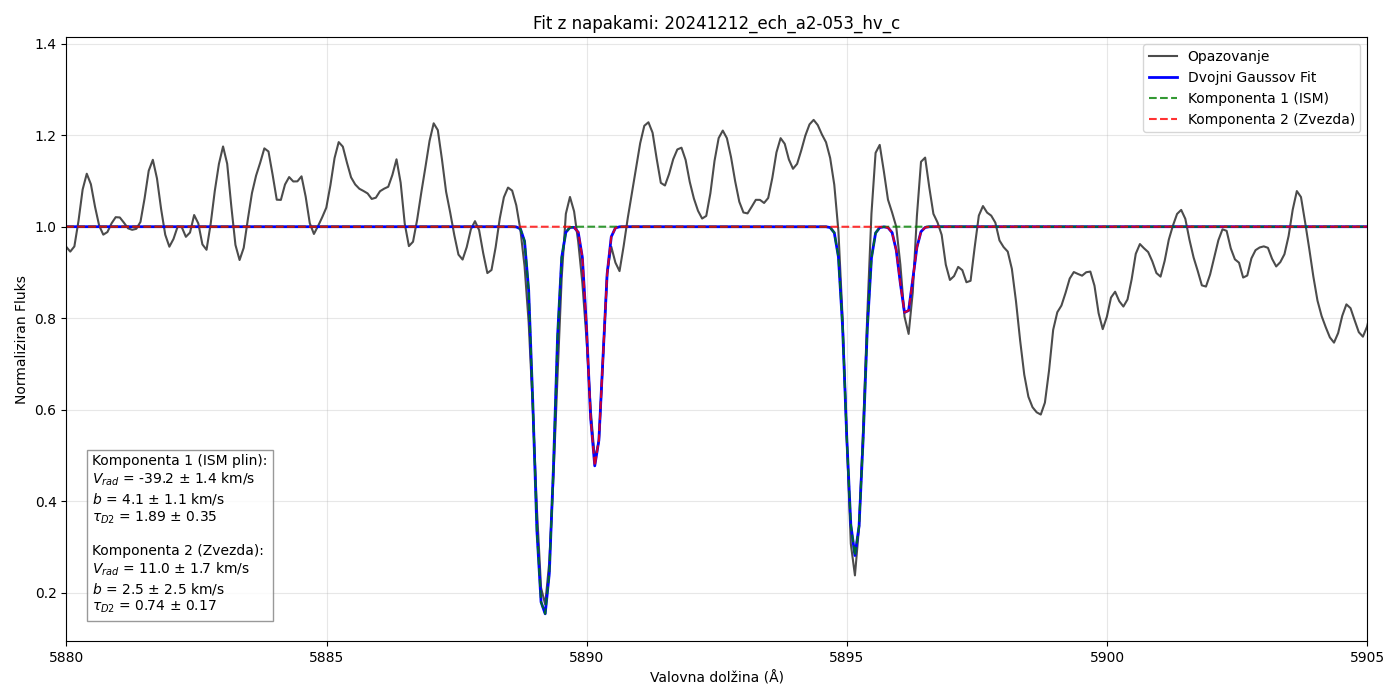 Fit z napakami: 20241212_ech_a2-053_hv_c
Normaliziran Fluks
1.4
1.2
1.0
0.8
0.6
0.4
0.2
Opazovanje
Dvojni Gaussov Fit
Komponenta 1 (ISM)
Komponenta 2 (Zvezda)
Komponenta 1 (ISM plin):
V_rad = -39.2 ± 1.4 km/s
b = 4.1 ± 1.1 km/s
τ_D2 = 1.89 ± 0.35
Komponenta 2 (Zvezda):
V_rad = 11.0 ± 1.7 km/s
b = 2.5 ± 2.5 km/s
τ_D2 = 0.74 ± 0.17
5880 5885 5890 5895 5900 5905
Valovna dolžina (Å)